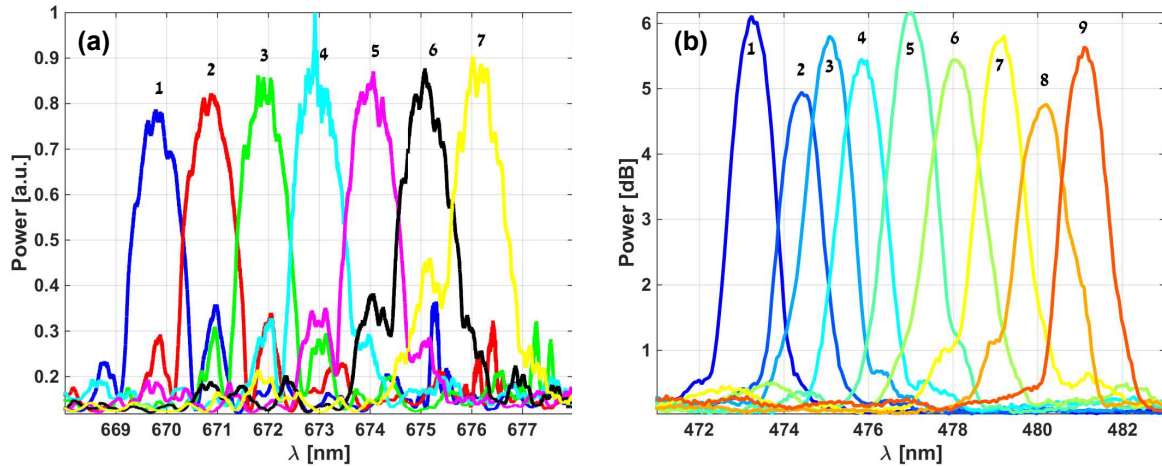 (a)
1 2 3 4 5 6 7
1
0.9
0.8
0.7
0.6
0.5
0.4
0.3
0.2
Power [a.u.]
669 670 671 672 673 674 675 676 677
λ [nm]
(b)
1 2 3 4 5 6 7 8 9
6
5
4
3
2
1
Power [dB]
472 474 476 478 480 482
λ [nm]